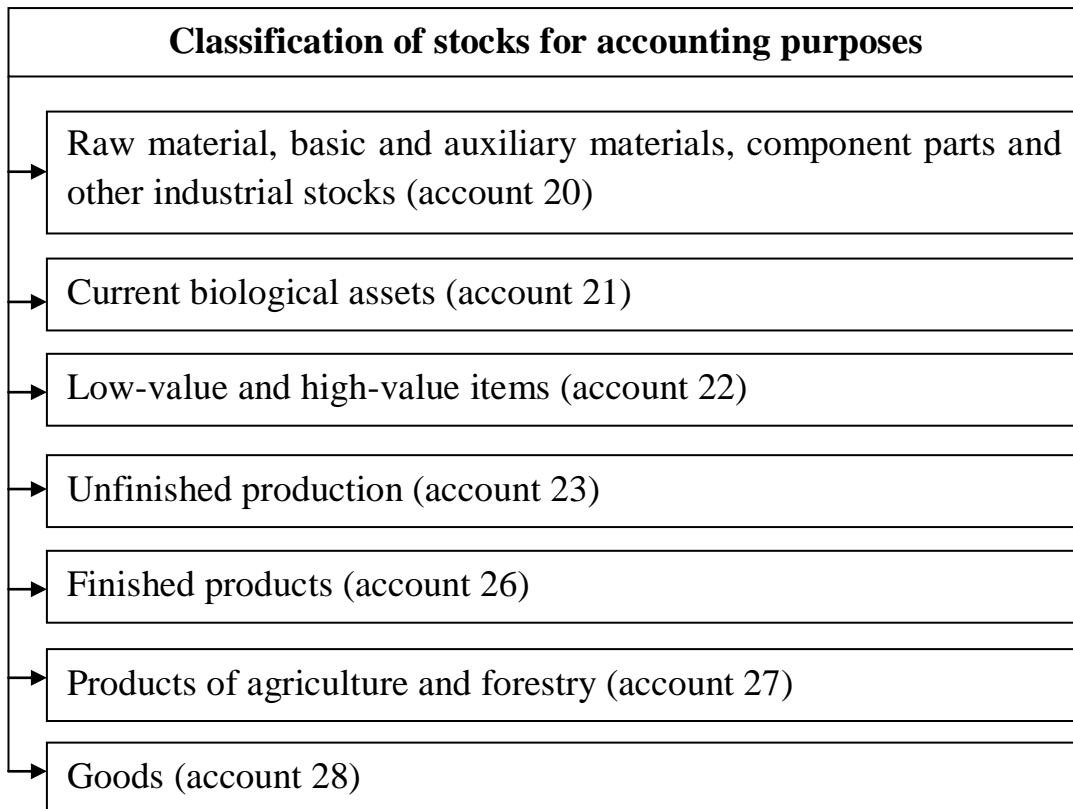 Classification of stocks for accounting purposes
Raw material, basic and auxiliary materials, component parts and
other industrial stocks (account 20)
Current biological assets (account 21)
Low-value and high-value items (account 22)
Unfinished production (account 23)
Finished products (account 26)
Products of agriculture and forestry (account 27)
Goods (account 28)